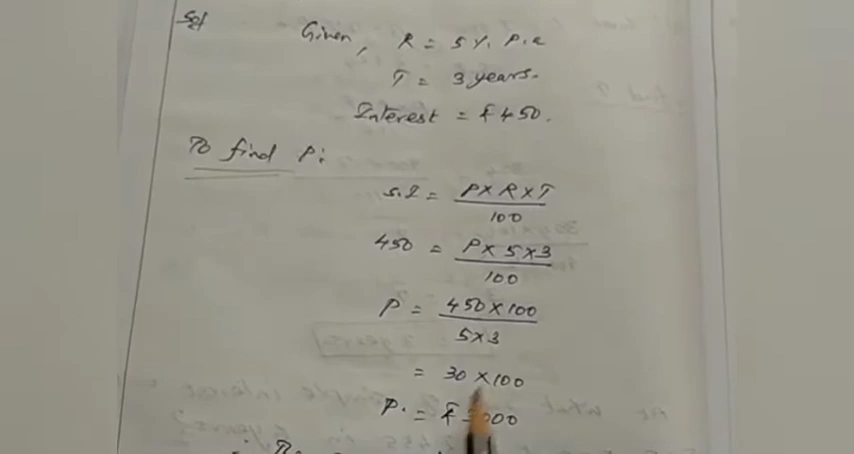 Sol
Given, R = 5 %. P.a
T = 3 years.
Interest = ₹ 450.
To find P:
S.I = P X R X T
100
450 = P X 5 X 3
100
P = 450 X 100
5 X 3
= 30 X 100
P. = ₹ 000